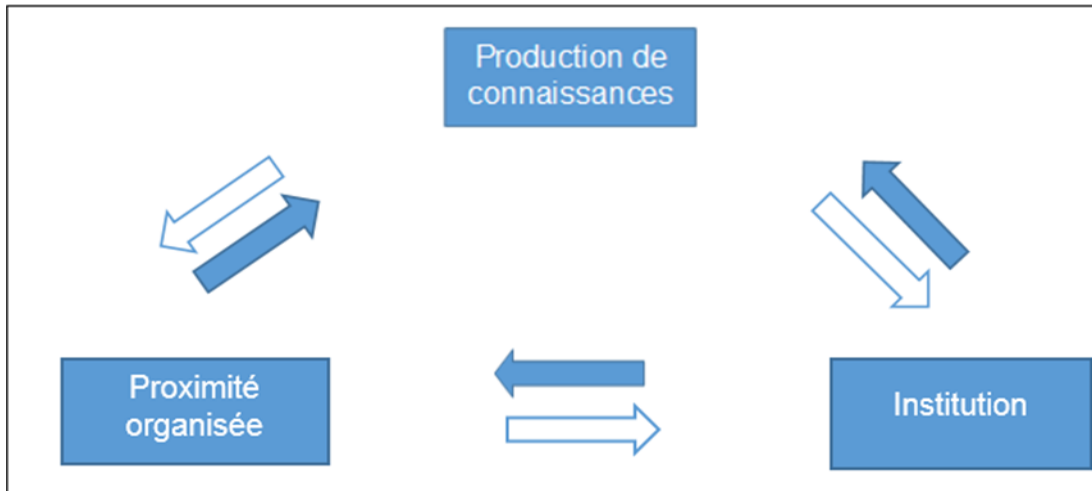 Production de
connaissances
Proximité
organisée
Institution